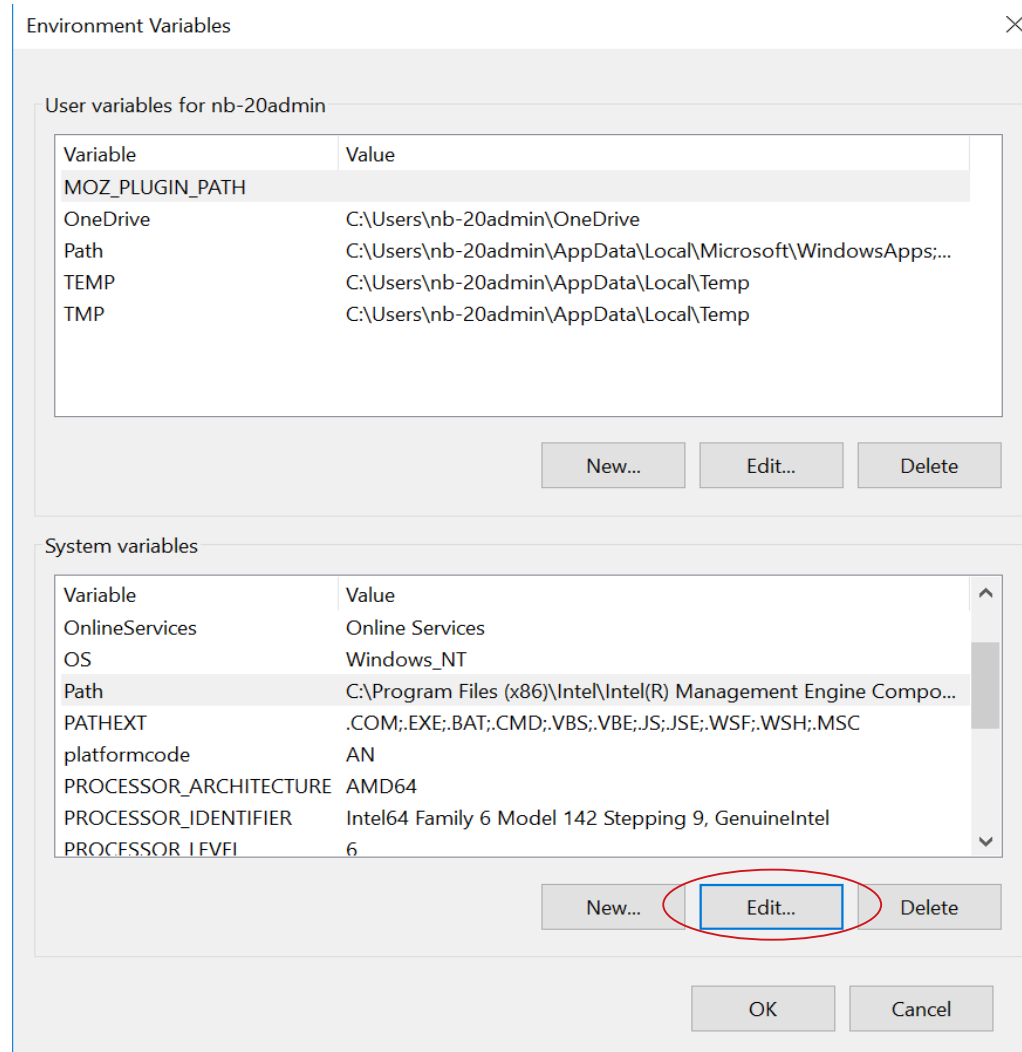 Environment Variables
User variables for nb-20admin
Variable Value
MOZ_PLUGIN_PATH
OneDrive C:\Users\nb-20admin\OneDrive
Path C:\Users\nb-20admin\AppData\Local\Microsoft\WindowsApps;...
TEMP C:\Users\nb-20admin\AppData\Local\Temp
TMP C:\Users\nb-20admin\AppData\Local\Temp
New... Edit... Delete
System variables
Variable Value
OnlineServices Online Services
OS Windows_NT
Path C:\Program Files (x86)\Intel\Intel(R) Management Engine Compo...
PATHEXT .COM;.EXE;.BAT;.CMD;.VBS;.VBE;.JS;.JSE;.WSF;.WSH;.MSC
platformcode AN
PROCESSOR_ARCHITECTURE AMD64
PROCESSOR_IDENTIFIER Intel64 Family 6 Model 142 Stepping 9, GenuineIntel
PROCESSOR_LEVEL 6
New... Edit... Delete
OK Cancel